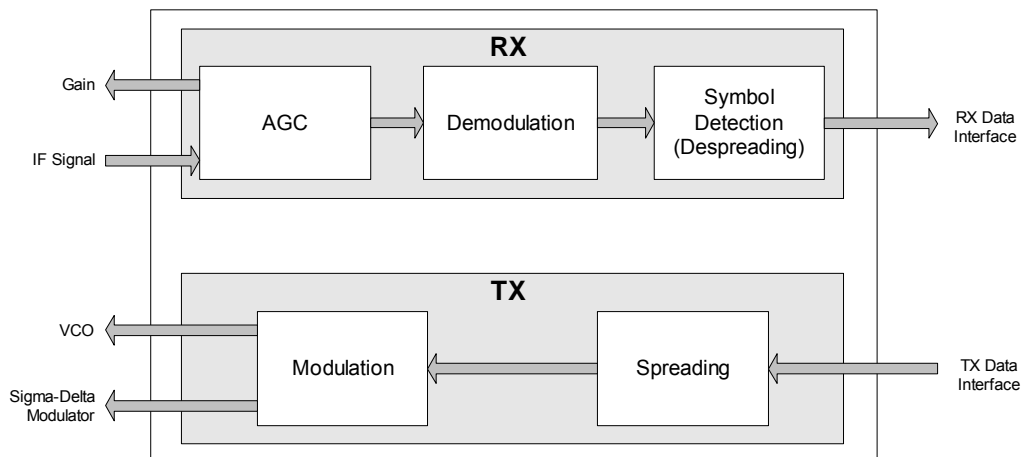 RX
Gain
IF Signal
AGC
Demodulation
Symbol
Detection
(Despreading)
RX Data
Interface
TX
VCO
Sigma-Delta
Modulator
Modulation
Spreading
TX Data
Interface